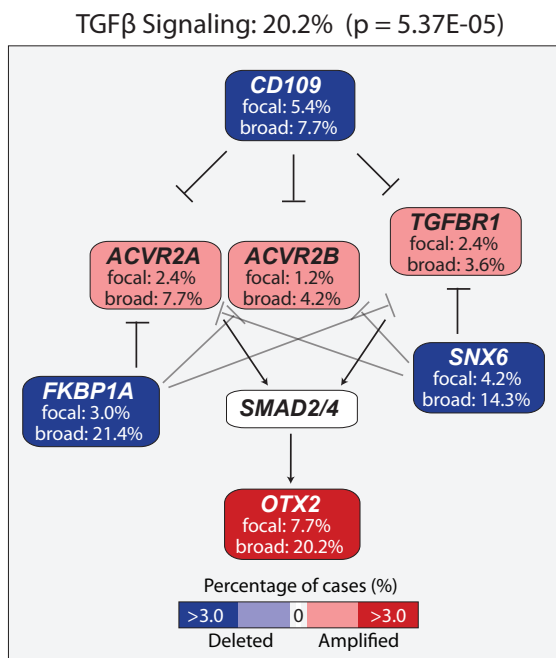 TGFβ Signaling: 20.2% (p = 5.37E-05)
CD109
focal: 5.4%
broad: 7.7%
TGFBR1
focal: 2.4%
broad: 3.6%
ACVR2A
focal: 2.4%
broad: 7.7%
ACVR2B
focal: 1.2%
broad: 4.2%
SNX6
focal: 4.2%
broad: 14.3%
FKBP1A
focal: 3.0%
broad: 21.4%
SMAD2/4
OTX2
focal: 7.7%
broad: 20.2%
Percentage of cases (%)
>3.0 0 >3.0
Deleted Amplified